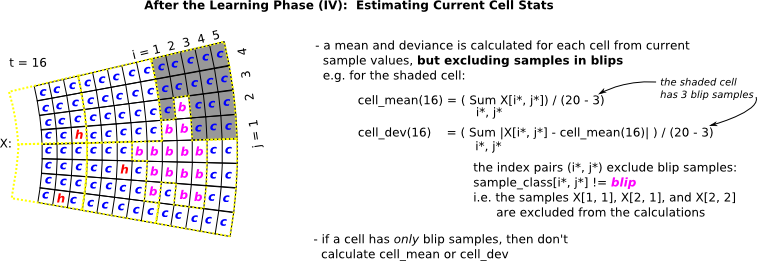 After the Learning Phase (IV): Estimating Current Cell Stats
t = 16
i = 1 2 3 4 5
j = 1 2 3 4
X:
- a mean and deviance is calculated for each cell from current
sample values, but excluding samples in blips
e.g. for the shaded cell:
the shaded cell
has 3 blip samples
cell_mean(16) = ( Sum X[i*, j*]) / (20 - 3)
i*, j*
cell_dev(16) = ( Sum |X[i*, j*] - cell_mean(16)| ) / (20 - 3)
i*, j*
the index pairs (i*, j*) exclude blip samples:
sample_class[i*, j*] != blip
i.e. the samples X[1, 1], X[2, 1], and X[2, 2]
are excluded from the calculations
- if a cell has only blip samples, then don't
calculate cell_mean or cell_dev